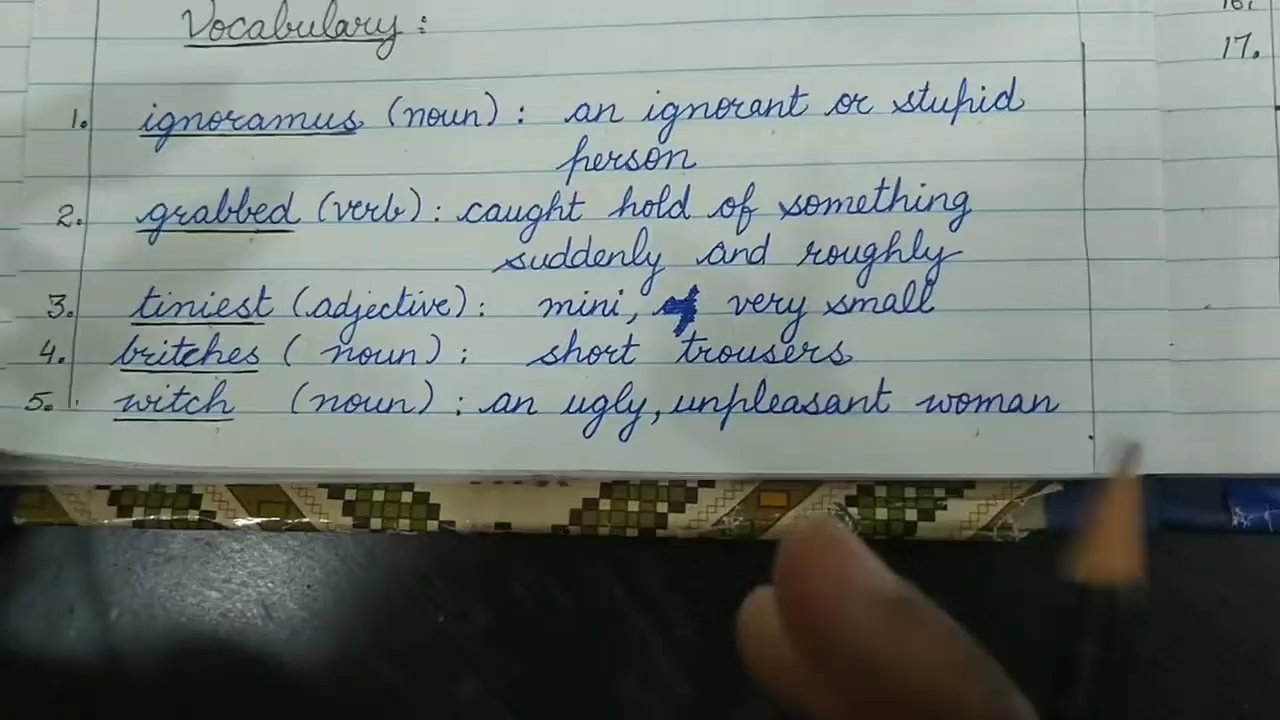 Vocabulary:
16.
17.
1. ignoramus (noun): an ignorant or stupid
person
2. grabbed (verb): caught hold of something
suddenly and roughly
3. tiniest (adjective): mini, very small
4. britches (noun): short trousers
5. witch (noun): an ugly, unpleasant woman